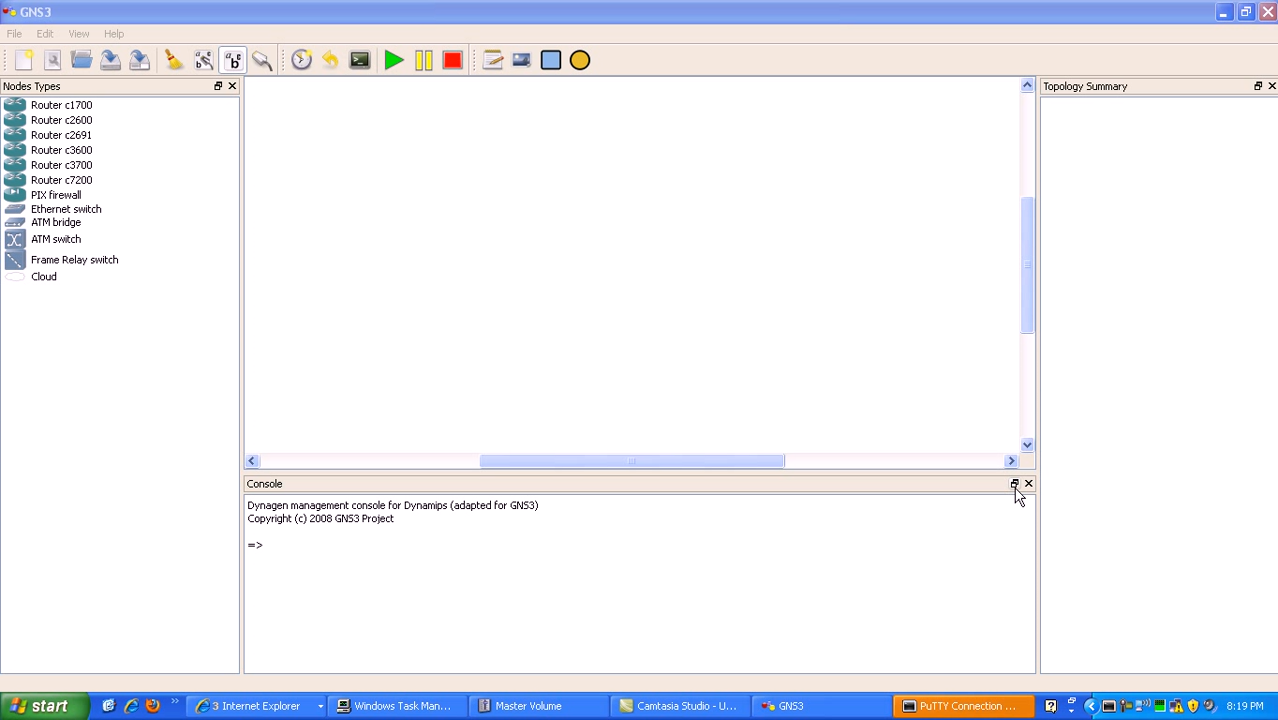 GNS3
File Edit View Help
Nodes Types
Topology Summary
Router c1700
Router c2600
Router c2691
Router c3600
Router c3700
Router c7200
PIX firewall
Ethernet switch
ATM bridge
ATM switch
Frame Relay switch
Cloud
Console
Dynagen management console for Dynamips (adapted for GNS3)
Copyright (c) 2008 GNS3 Project
=>
start
3 Internet Explorer
Windows Task Man...
Master Volume
Camtasia Studio - U...
GNS3
PuTTY Connection ...
8:19 PM